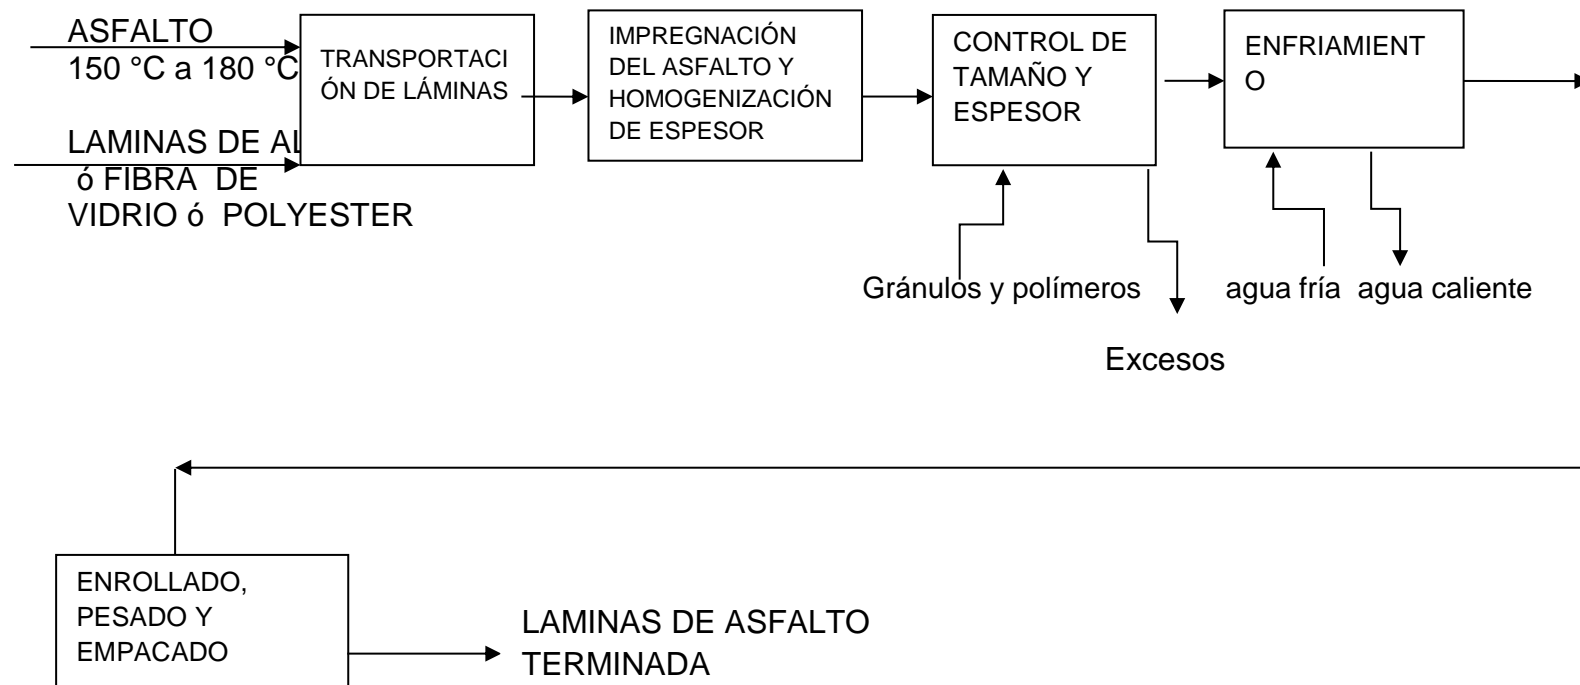 ASFALTO
150 °C a 180 °C
LAMINAS DE AL
ó FIBRA DE
VIDRIO ó POLYESTER
TRANSPORTACI
ÓN DE LÁMINAS
IMPREGNACIÓN
DEL ASFALTO Y
HOMOGENIZACIÓN
DE ESPESOR
CONTROL DE
TAMAÑO Y
ESPESOR
ENFRIAMIENT
O
Gránulos y polímeros
agua fría agua caliente
Excesos
ENROLLADO,
PESADO Y
EMPACADO
LAMINAS DE ASFALTO
TERMINADA